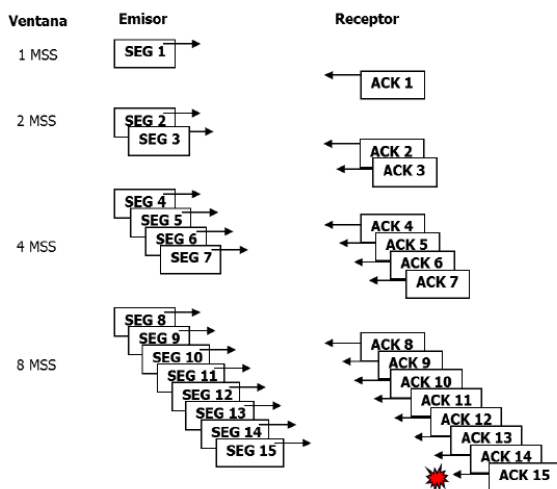 Ventana Emisor Receptor
1 MSS SEG 1
ACK 1
2 MSS SEG 2
SEG 3
ACK 2
ACK 3
4 MSS SEG 4
SEG 5
SEG 6
SEG 7
ACK 4
ACK 5
ACK 6
ACK 7
8 MSS SEG 8
SEG 9
SEG 10
SEG 11
SEG 12
SEG 13
SEG 14
SEG 15
ACK 8
ACK 9
ACK 10
ACK 11
ACK 12
ACK 13
ACK 14
ACK 15